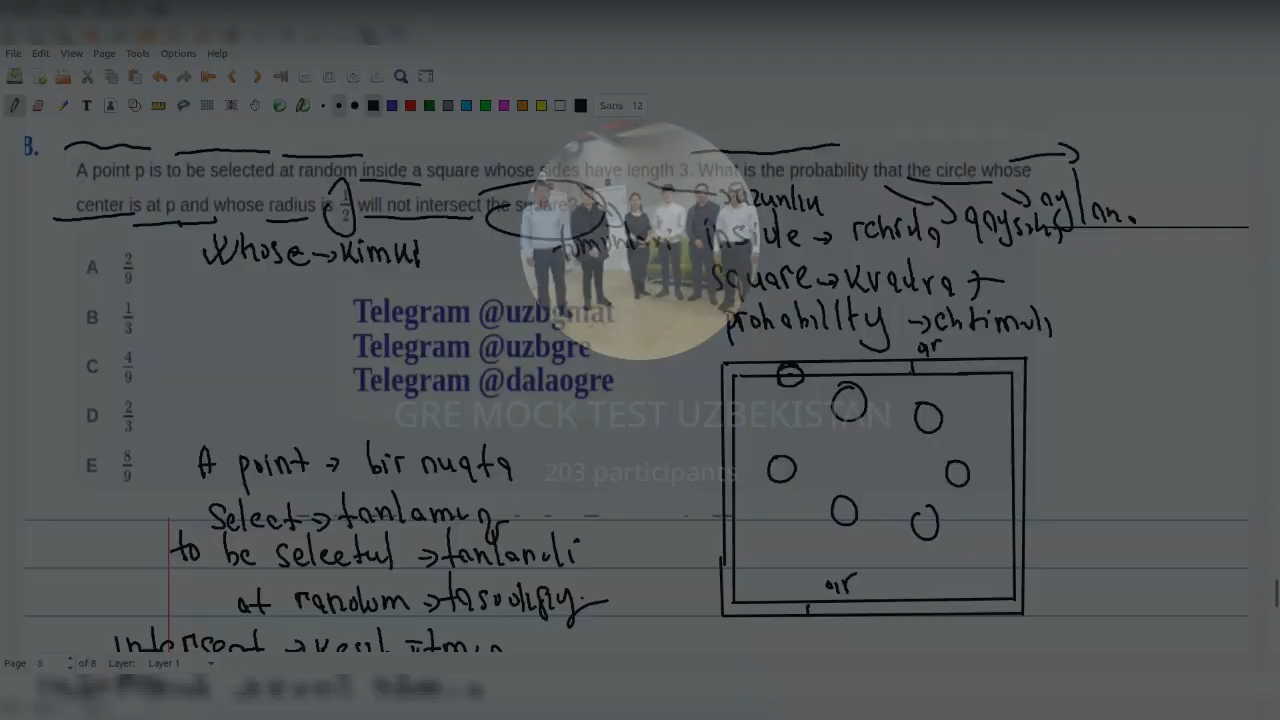 File Edit View Page Tools Options Help
Sans 12
8.
A point p is to be selected at random inside a square whose sides have length 3. What is the probability that the circle whose
center is at p and whose radius is 1/2 will not intersect the square?
uzunliu
Whose → kimni
inside →
square → kvadrat
probability → ehtimoli
A 2/9
B 1/3
C 4/9
D 2/3
E 8/9
Telegram @uzbgmat
Telegram @uzbgre
Telegram @dalaogre
GRE MOCK TEST UZBEKISTAN
203 participants
A point → bir nuqta
Select → tanlamoq
to be selected → tanlandi
at random →
Page 8 of 8 Layer: Layer 1